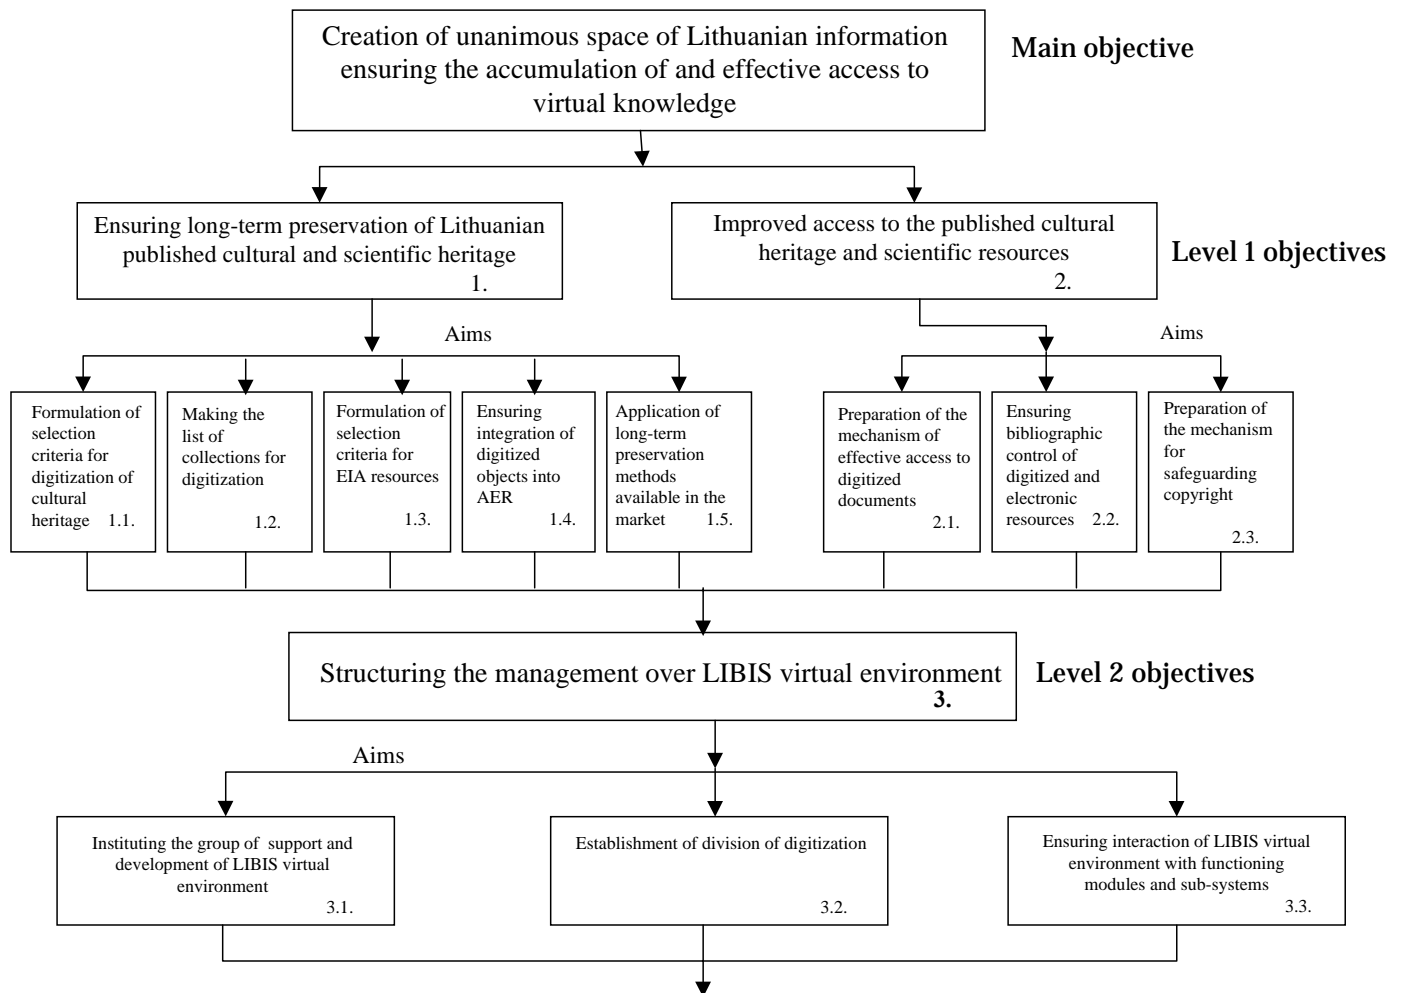 Creation of unanimous space of Lithuanian information
ensuring the accumulation of and effective access to
virtual knowledge
Main objective
Ensuring long-term preservation of Lithuanian
published cultural and scientific heritage
1.
Improved access to the published cultural
heritage and scientific resources
2.
Level 1 objectives
Aims
Aims
Formulation of
selection
criteria for
digitization of
cultural
heritage 1.1.
Making the
list of
collections for
digitization
1.2.
Formulation of
selection
criteria for
EIA resources
1.3.
Ensuring
integration of
digitized
objects into
AER
1.4.
Application of
long-term
preservation
methods
available in the
market 1.5.
Preparation of the
mechanism of
effective access to
digitized
documents
2.1.
Ensuring
bibliographic
control of
digitized and
electronic
resources 2.2.
Preparation of
the mechanism
for
safeguarding
copyright
2.3.
Structuring the management over LIBIS virtual environment
3.
Level 2 objectives
Aims
Instituting the group of support and
development of LIBIS virtual
environment
3.1.
Establishment of division of digitization
3.2.
Ensuring interaction of LIBIS virtual
environment with functioning
modules and sub-systems
3.3.